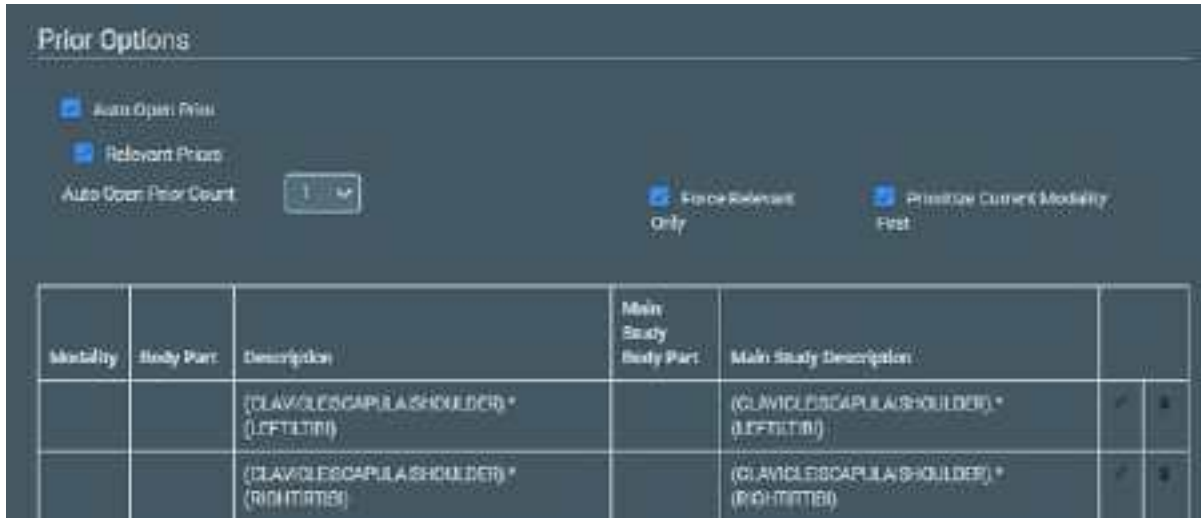 Prior Options
Auto Open Prior
Relevant Priors
Auto Open Prior Count 1
Force Relevant
Only
Prioritize Current Modality
First
Modality
Body Part
Description
Main
Study
Body Part
Main Study Description
(CLAVICLE|SCAPULA|SHOULDER).*
(LEFT|LT|BI)
(CLAVICLE|SCAPULA|SHOULDER).*
(LEFT|LT|BI)
(CLAVICLE|SCAPULA|SHOULDER).*
(RIGHT|RT|BI)
(CLAVICLE|SCAPULA|SHOULDER).*
(RIGHT|RT|BI)